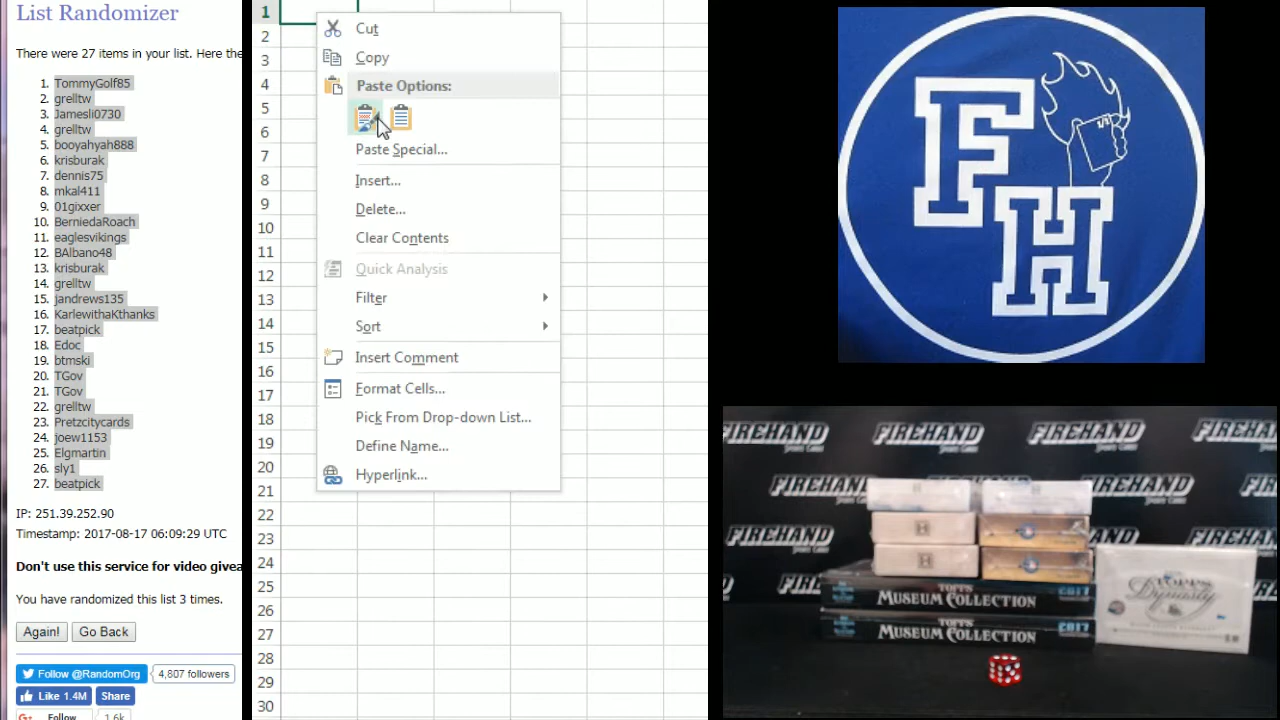 List Randomizer
There were 27 items in your list. Here the
1. TommyGolf85
2. grelltw
3. Jamesli0730
4. grelltw
5. booyahyah888
6. krisburak
7. dennis75
8. mkal411
9. 01gixxer
10. BerniedaRoach
11. eaglesvikings
12. BAlbano48
13. krisburak
14. grelltw
15. jandrews135
16. KarlewithaKthanks
17. beatpick
18. Edoc
19. btmski
20. TGov
21. TGov
22. grelltw
23. Pretzcitycards
24. joew1153
25. Elgmartin
26. sly1
27. beatpick
IP: 251.39.252.90
Timestamp: 2017-08-17 06:09:29 UTC
Don't use this service for video givea
You have randomized this list 3 times.
Again! Go Back
Follow @RandomOrg 4,807 followers
Like 1.4M Share
G+ Follow 1.6k
1
2
3
4
5
6
7
8
9
10
11
12
13
14
15
16
17
18
19
20
21
22
23
24
25
26
27
28
29
30
Cut
Copy
Paste Options:
Paste Special...
Insert...
Delete...
Clear Contents
Quick Analysis
Filter
Sort
Insert Comment
Format Cells...
Pick From Drop-down List...
Define Name...
Hyperlink...
F
H
1/1
FIREHAND FIREHAND FIREHAND FIREHAND
TOPPS
MUSEUM COLLECTION 2017
TOPPS
MUSEUM COLLECTION 2017
TOPPS
Dynasty